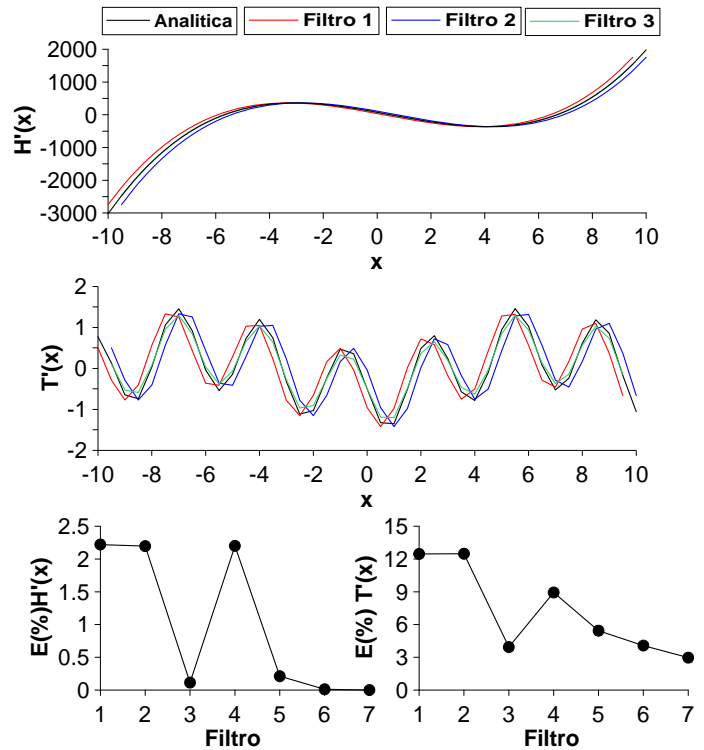 Analitica Filtro 1 Filtro 2 Filtro 3
2000
1000
0
-1000
-2000
-3000
H'(x)
-10 -8 -6 -4 -2 0 2 4 6 8 10
x
2
1
0
-1
-2
T'(x)
-10 -8 -6 -4 -2 0 2 4 6 8 10
x
2.5
2
1.5
1
0.5
0
E(%)H'(x)
1 2 3 4 5 6 7
Filtro
15
12
9
6
3
0
E(%) T'(x)
1 2 3 4 5 6 7
Filtro